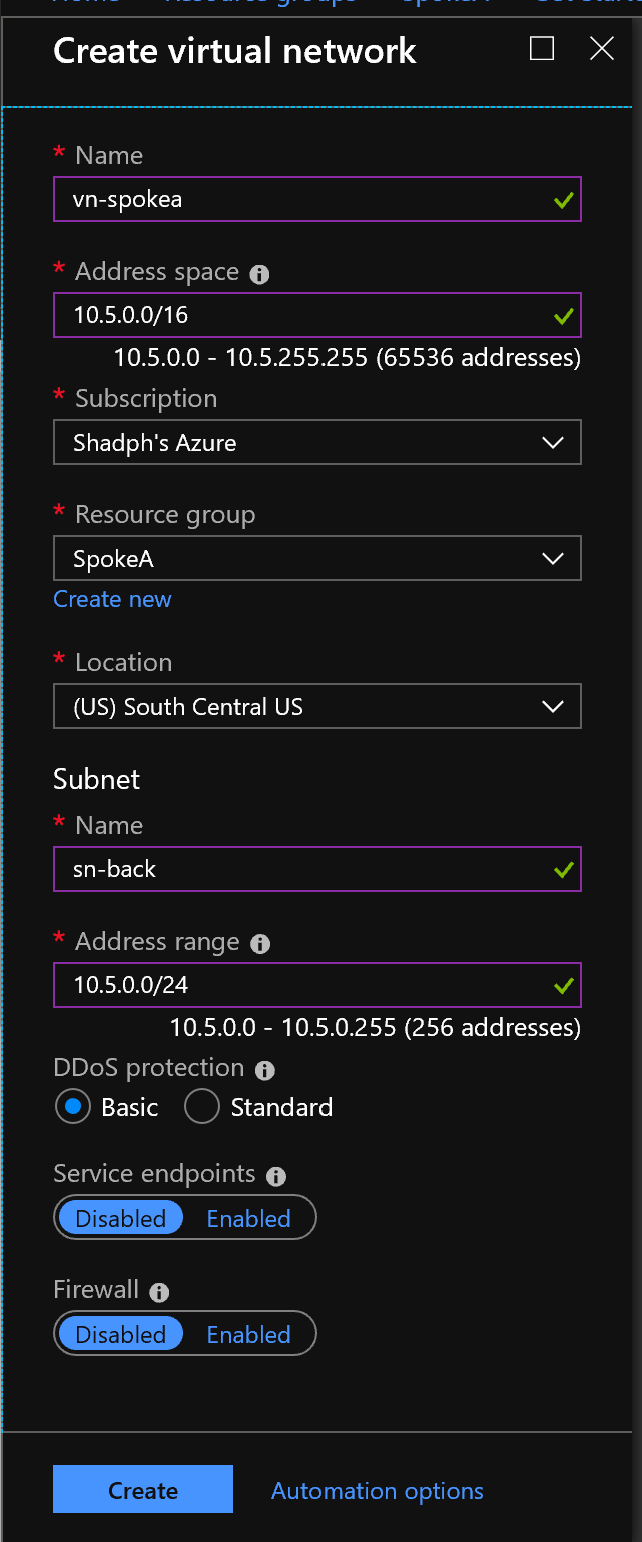 Create virtual network
* Name
vn-spokea
* Address space
10.5.0.0/16
10.5.0.0 - 10.5.255.255 (65536 addresses)
* Subscription
Shadph's Azure
* Resource group
SpokeA
Create new
* Location
(US) South Central US
Subnet
* Name
sn-back
* Address range
10.5.0.0/24
10.5.0.0 - 10.5.0.255 (256 addresses)
DDoS protection
Basic Standard
Service endpoints
Disabled Enabled
Firewall
Disabled Enabled
Create Automation options